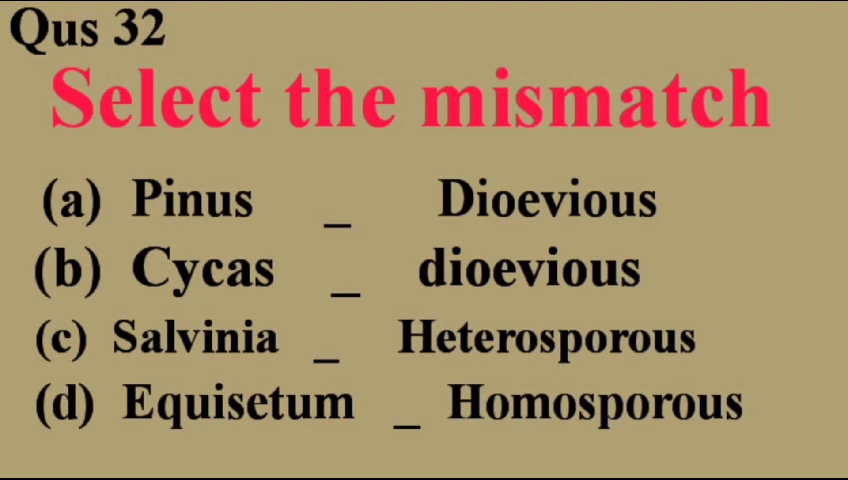 Qus 32
Select the mismatch
(a) Pinus _ Dioevious
(b) Cycas _ dioevious
(c) Salvinia _ Heterosporous
(d) Equisetum _ Homosporous